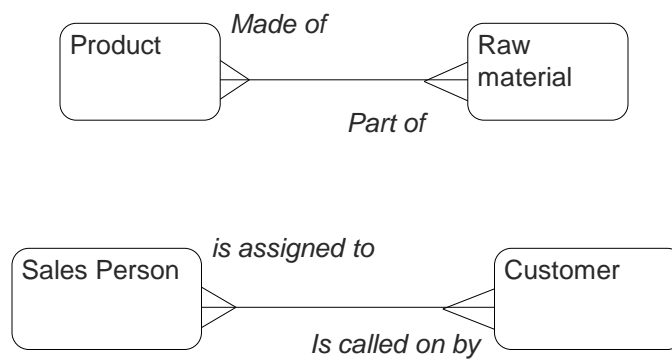 Made of
Product
Raw
material
Part of
is assigned to
Sales Person
Customer
Is called on by